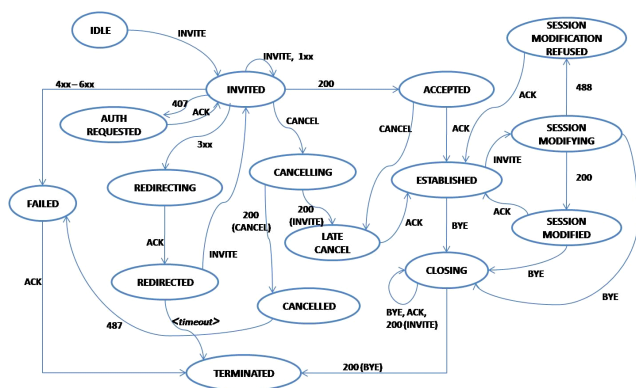 IDLE
INVITE
INVITE, 1xx
SESSION
MODIFICATION
REFUSED
4xx–6xx
INVITED
200
ACCEPTED
488
407
ACK
AUTH
REQUESTED
ACK
CANCEL
CANCEL
ACK
SESSION
MODIFYING
3xx
INVITE
REDIRECTING
CANCELLING
ESTABLISHED
200
FAILED
200
(CANCEL)
200
(INVITE)
LATE
CANCEL
ACK
ACK
SESSION
MODIFIED
ACK
INVITE
BYE
ACK
REDIRECTED
CLOSING
BYE
BYE
CANCELLED
BYE, ACK,
200 (INVITE)
487
<timeout>
TERMINATED
200 (BYE)